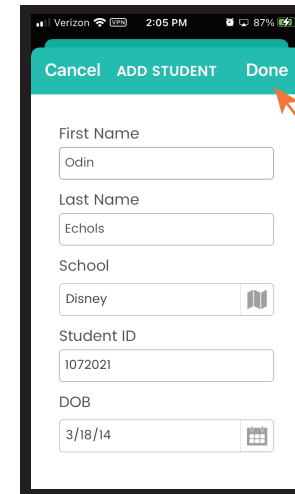 Verizon VPN 2:05 PM 87%
Cancel ADD STUDENT Done
First Name
Odin
Last Name
Echols
School
Disney
Student ID
1072021
DOB
3/18/14